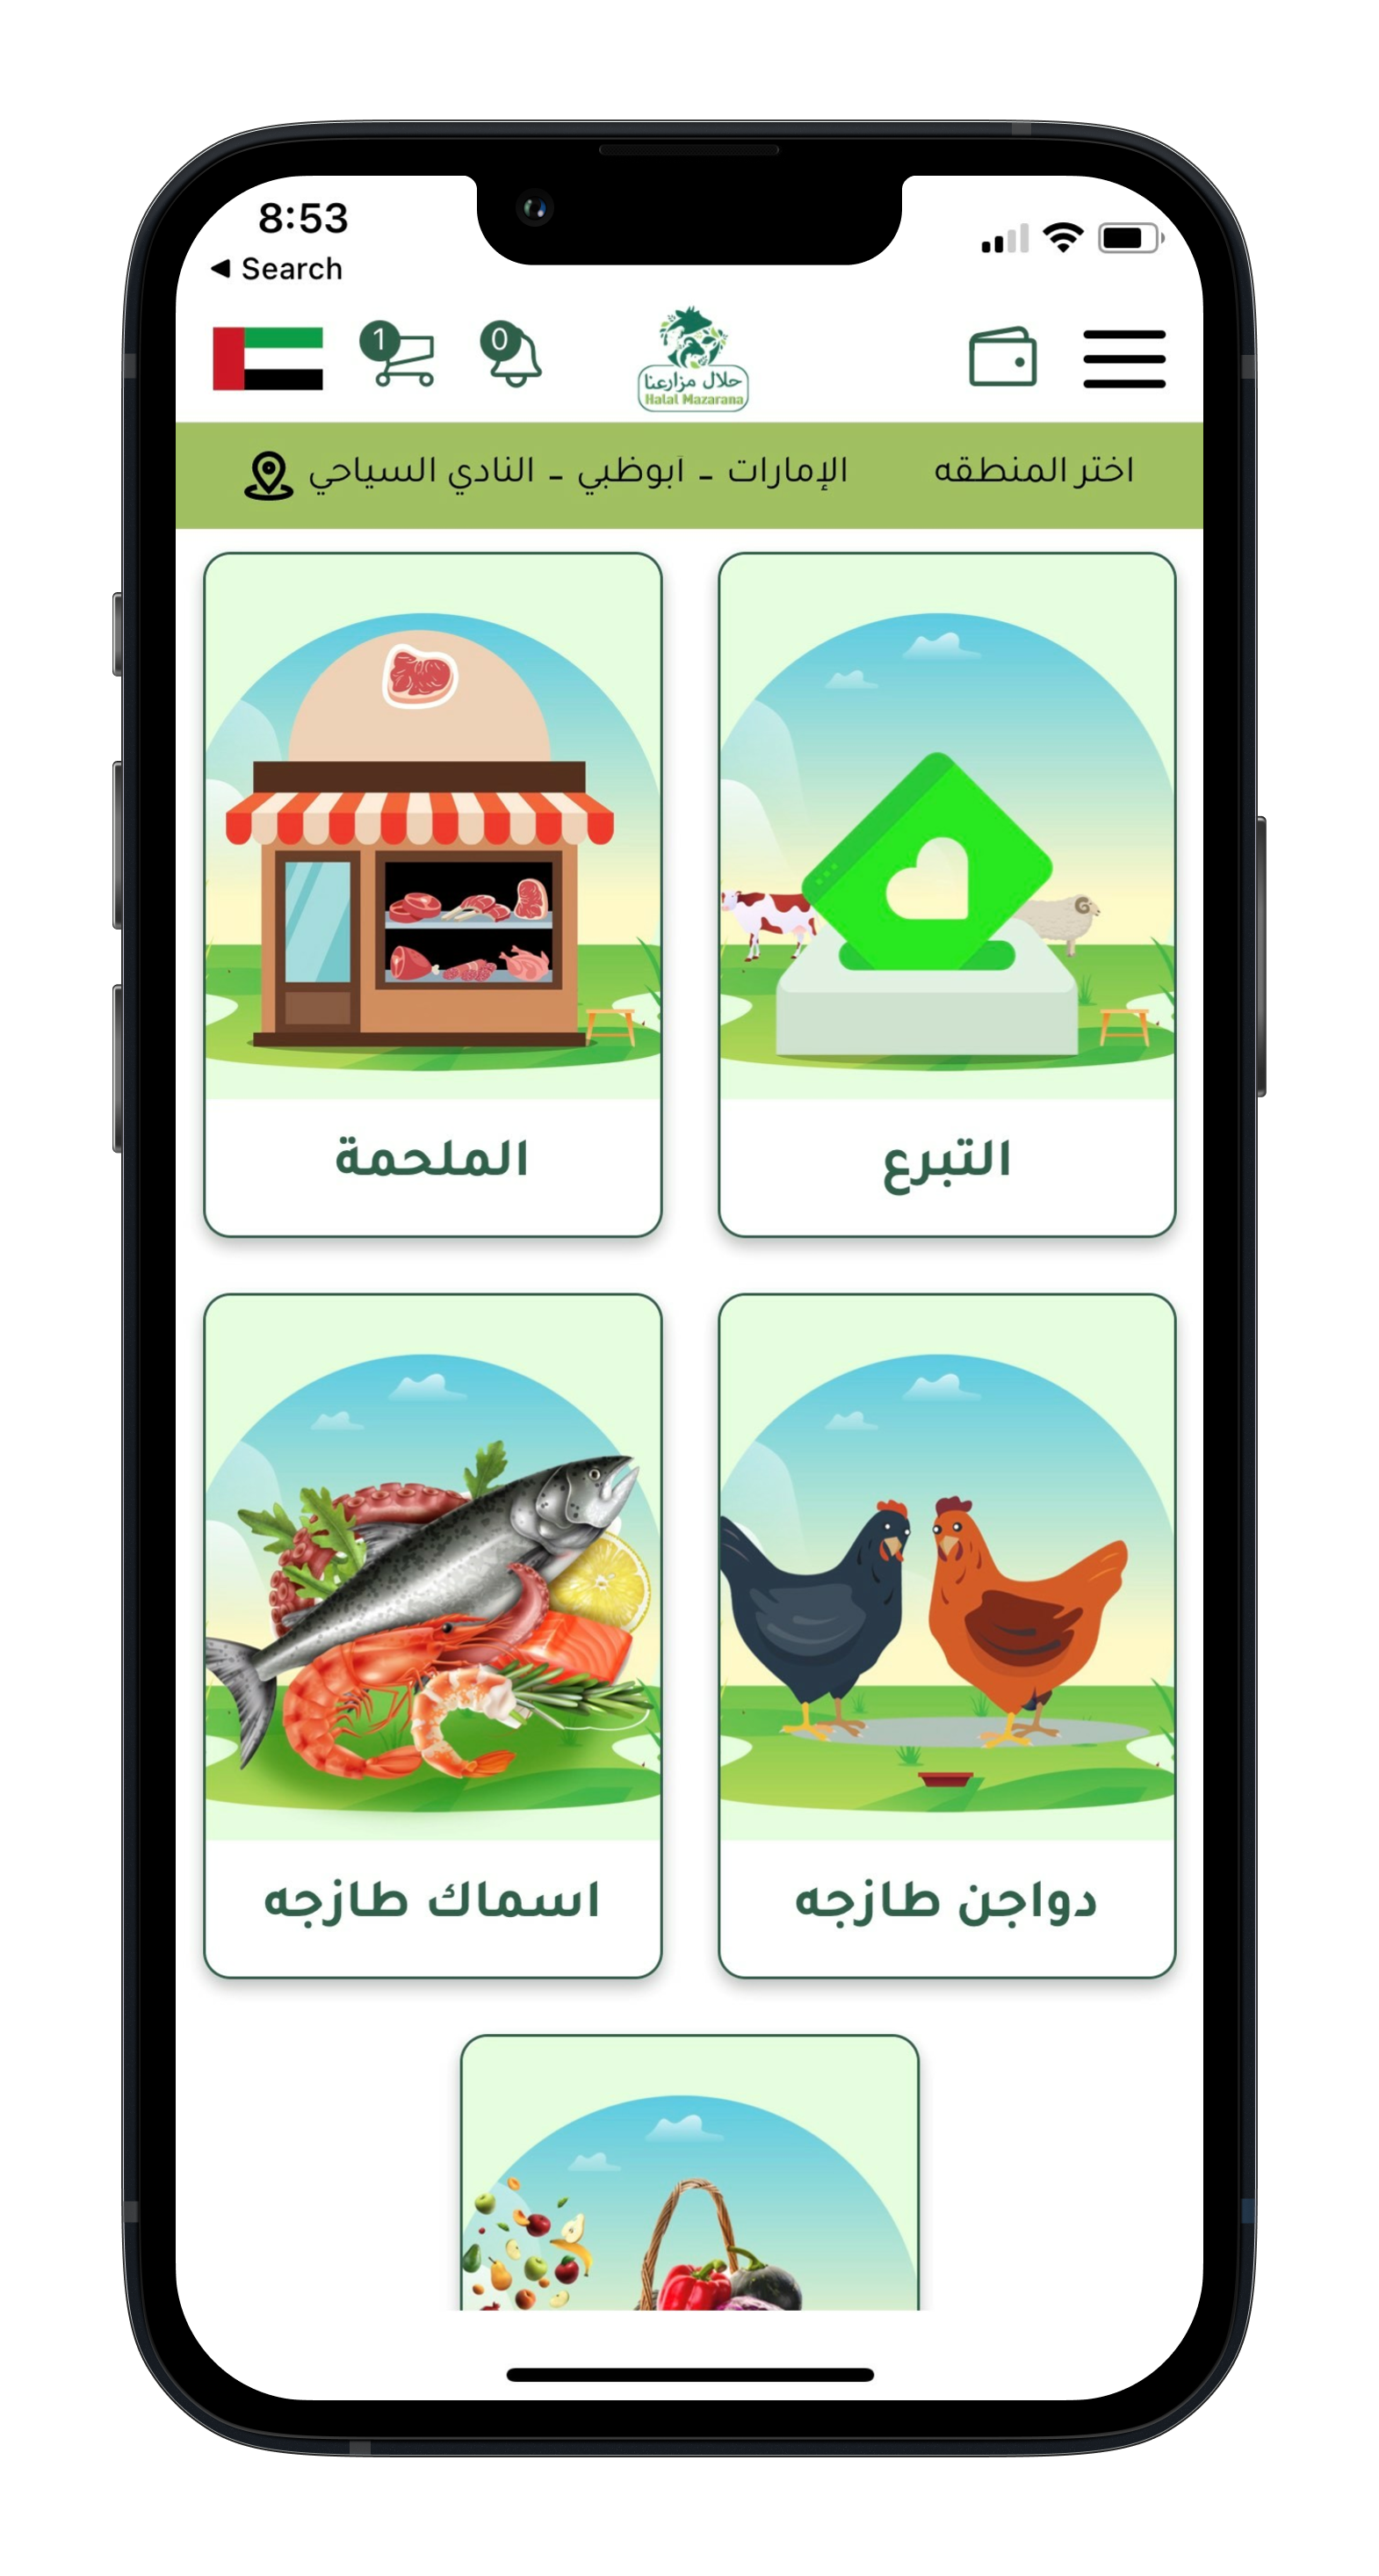 8:53
◀ Search
1
0
حلال مزارعنا
Halal Mazarana
اختر المنطقه
الإمارات - أبوظبي - النادي السياحي
التبرع
الملحمة
دواجن طازجه
اسماك طازجه